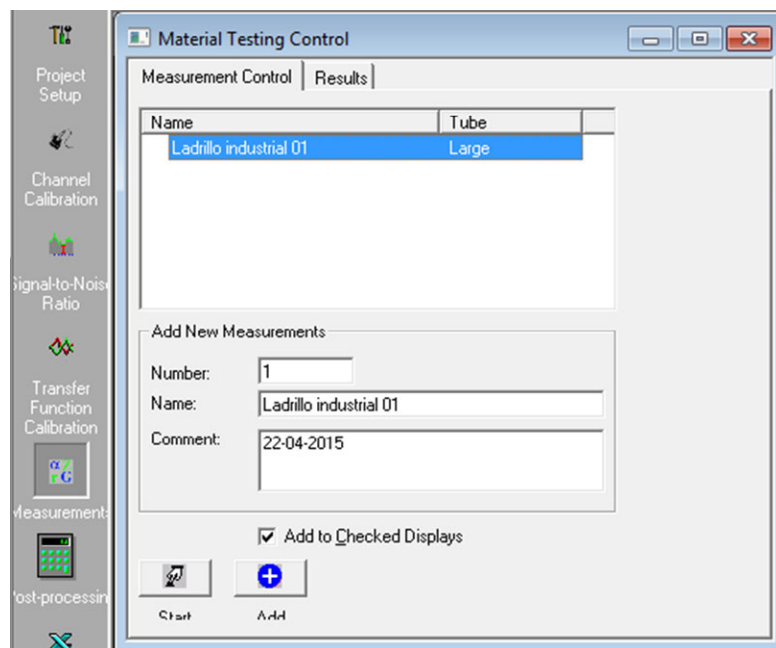 Project
Setup
Channel
Calibration
Signal-to-Noise
Ratio
Transfer
Function
Calibration
Measurements
Post-processin
Material Testing Control
Measurement Control
Results
Name Tube
Ladrillo industrial 01 Large
Add New Measurements
Number: 1
Name: Ladrillo industrial 01
Comment: 22-04-2015
Add to Checked Displays
Start Add